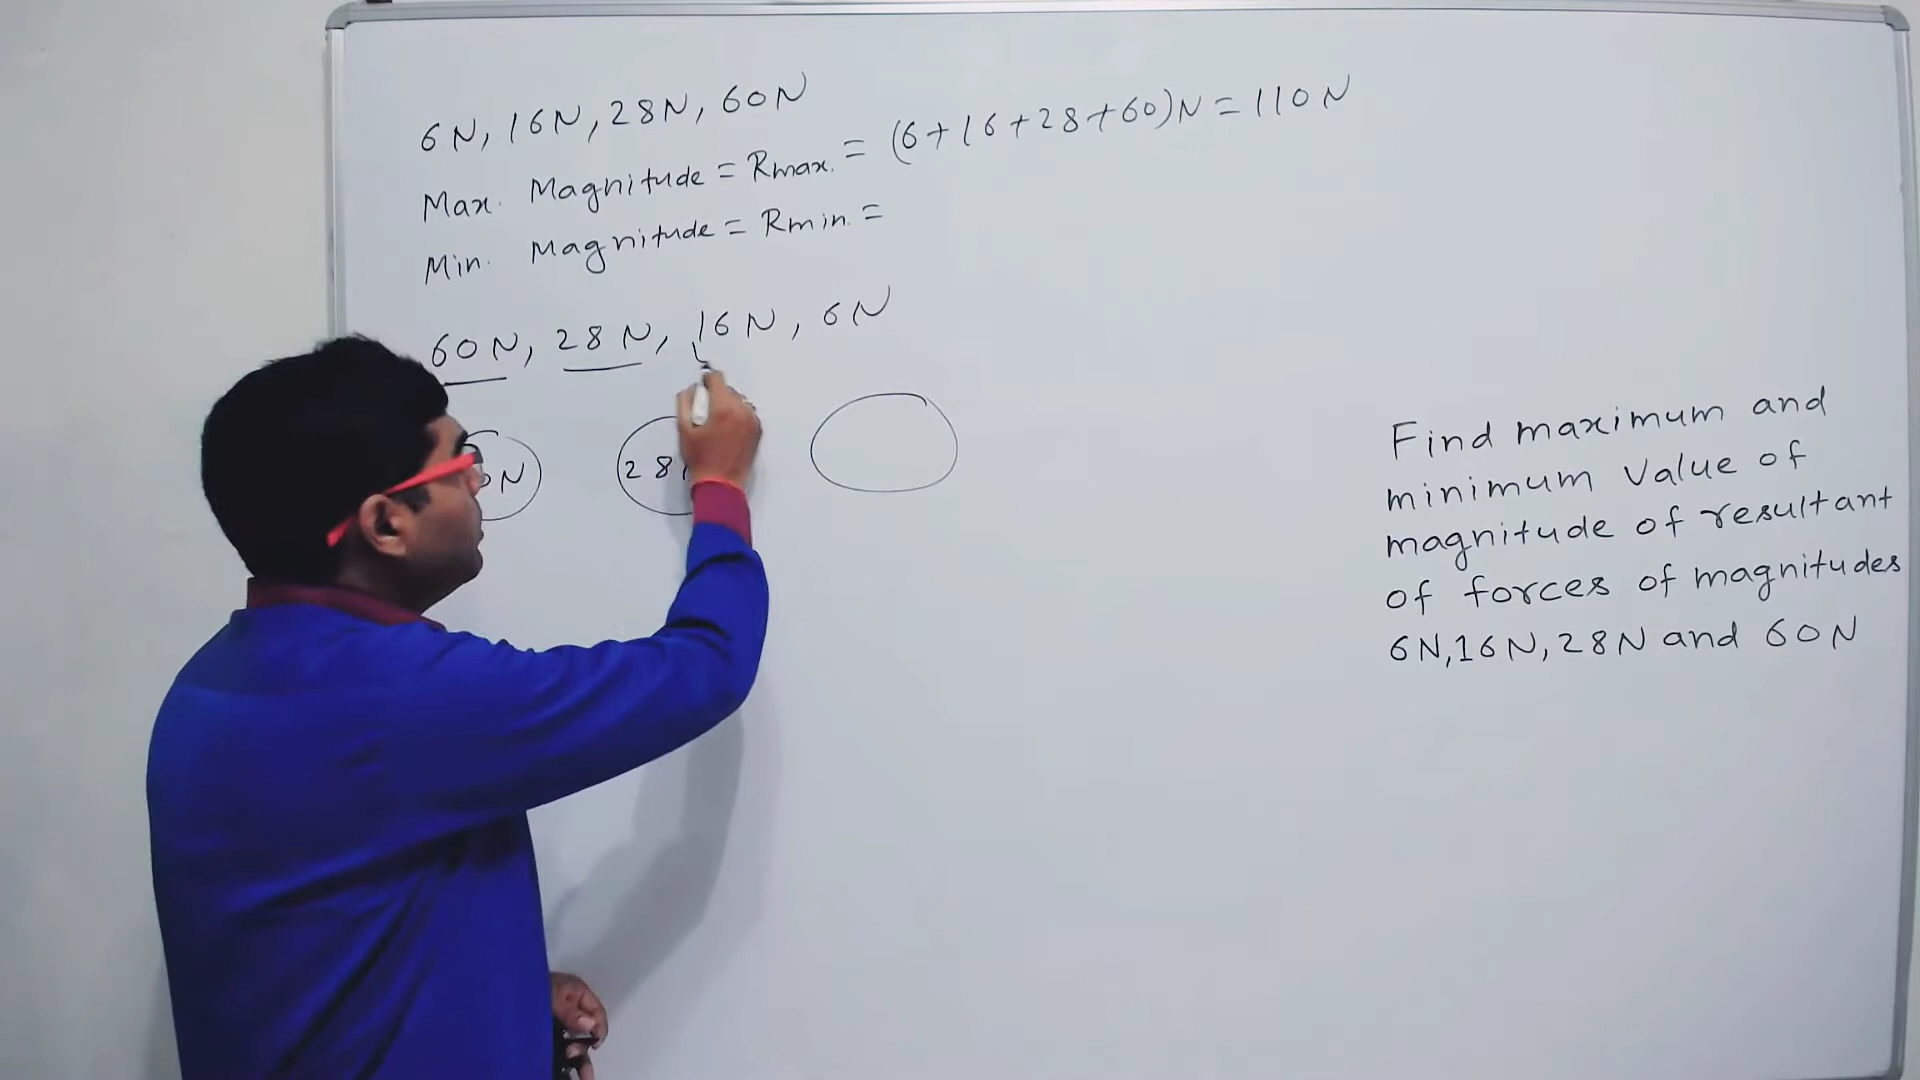 6N, 16N, 28N, 60N
Max. Magnitude = Rmax. = (6+16+28+60)N = 110N
Min. Magnitude = Rmin. =
60N, 28N, 16N, 6N
N
28
Find maximum and
minimum value of
magnitude of resultant
of forces of magnitudes
6N,16N,28N and 60N